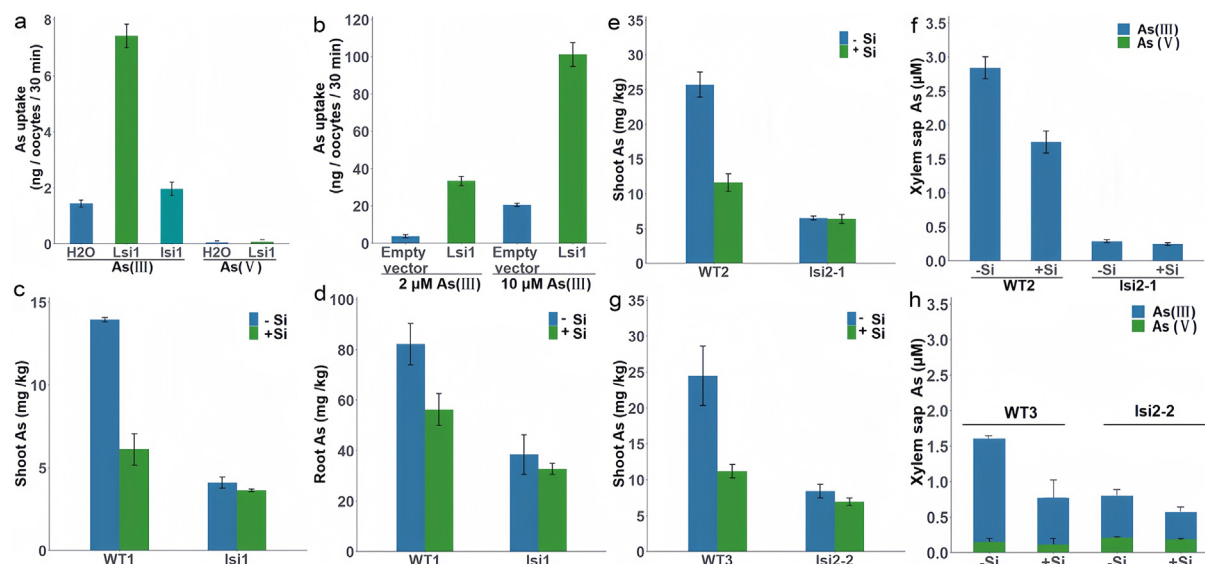 a
As uptake
(ng / oocytes / 30 min)
8
6
4
2
0
H2O Lsi1 lsi1 H2O Lsi1
As(III) As(V)
b
As uptake
(ng / oocytes / 30 min)
120
100
80
60
40
20
0
Empty vector Lsi1 Empty vector Lsi1
2 μM As(III) 10 μM As(III)
e
Shoot As (mg /kg)
35
30
25
20
15
10
5
0
- Si
+ Si
WT2 lsi2-1
f
Xylem sap As (μM)
3.5
3.0
2.5
2.0
1.5
1.0
0.5
0.0
As(III)
As (V)
-Si +Si -Si +Si
WT2 lsi2-1
c
Shoot As (mg /kg)
15
10
5
0
- Si
+Si
WT1 lsi1
d
Root As (mg /kg)
100
80
60
40
20
0
- Si
+ Si
WT1 lsi1
g
Shoot As (mg /kg)
35
30
25
20
15
10
5
0
- Si
+ Si
WT3 lsi2-2
h
Xylem sap As (μM)
3.5
3.0
2.5
2.0
1.5
1.0
0.5
0.0
As(III)
As (V)
WT3 lsi2-2
-Si +Si -Si +Si